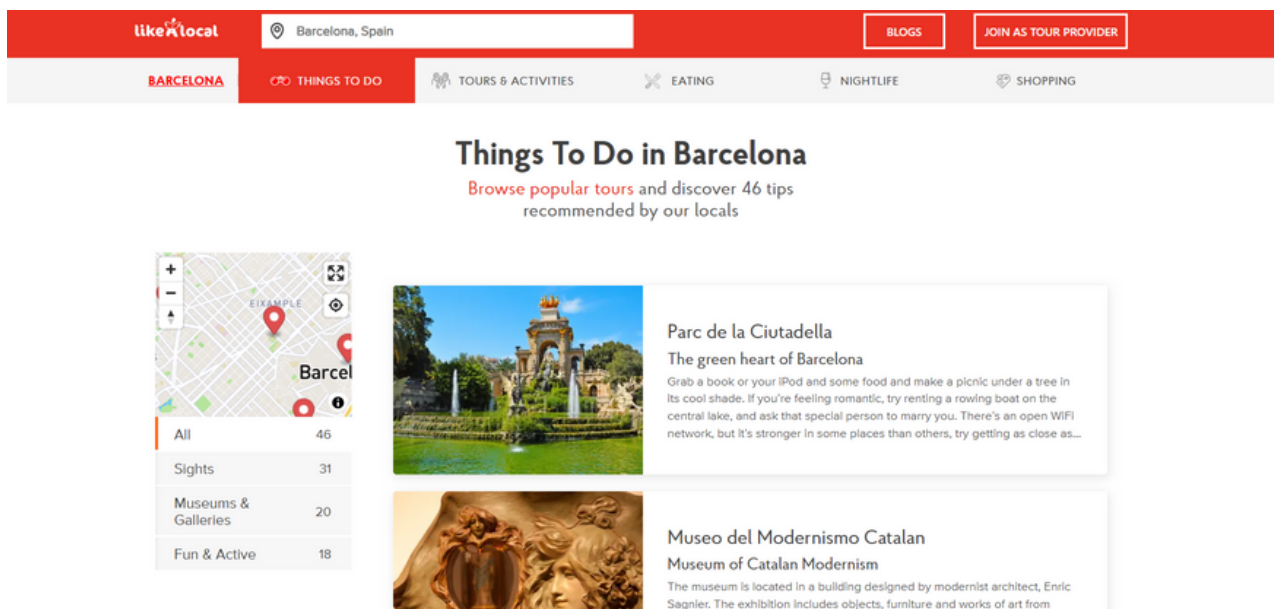 like a local
Barcelona, Spain
BLOGS
JOIN AS TOUR PROVIDER
BARCELONA
THINGS TO DO
TOURS & ACTIVITIES
EATING
NIGHTLIFE
SHOPPING
Things To Do in Barcelona
Browse popular tours and discover 46 tips
recommended by our locals
EIXAMPLE
Barcel
All 46
Sights 31
Museums &
Galleries 20
Fun & Active 18
Parc de la Ciutadella
The green heart of Barcelona
Grab a book or your iPod and some food and make a picnic under a tree in
its cool shade. If you're feeling romantic, try renting a rowing boat on the
central lake, and ask that special person to marry you. There's an open WiFi
network, but it's stronger in some places than others, try getting as close as...
Museo del Modernismo Catalan
Museum of Catalan Modernism
The museum is located in a building designed by modernist architect, Enric
Sagnier. The exhibition includes objects, furniture and works of art from